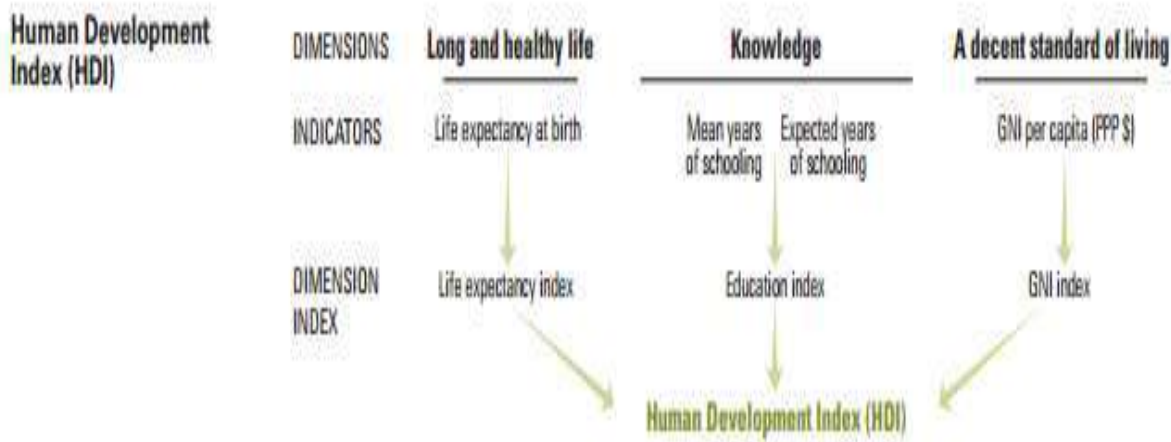 Human Development
Index (HDI)
DIMENSIONS
Long and healthy life
Knowledge
A decent standard of living
INDICATORS
Life expectancy at birth
Mean years
of schooling
Expected years
of schooling
GNI per capita (PPP $)
DIMENSION
INDEX
Life expectancy index
Education index
GNI index
Human Development Index (HDI)